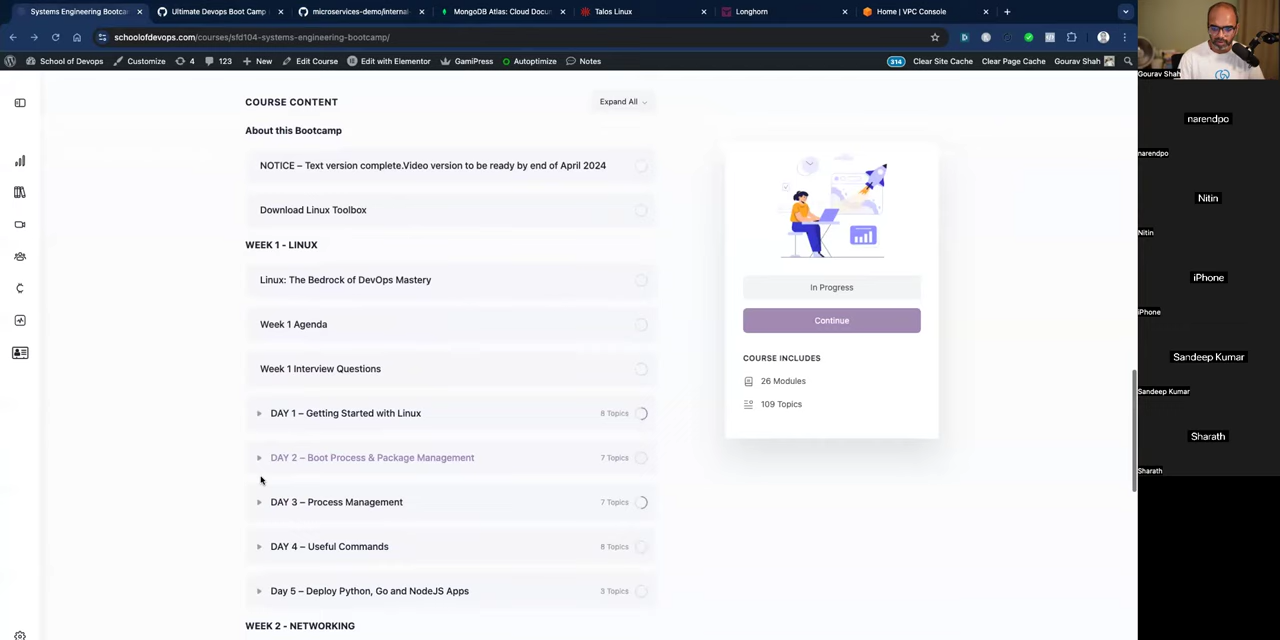 Systems Engineering Bootca
Ultimate Devops Boot Camp
microservices-demo/internal
MongoDB Atlas: Cloud Docum
Talos Linux
Longhorn
Home | VPC Console
schoolofdevops.com/courses/sfd104-systems-engineering-bootcamp/
School of Devops
Customize
4
123
New
Edit Course
Edit with Elementor
GamiPress
Autoptimize
Notes
314
Clear Site Cache
Clear Page Cache
Gourav Shah
COURSE CONTENT
Expand All
About this Bootcamp
NOTICE – Text version complete.Video version to be ready by end of April 2024
Download Linux Toolbox
WEEK 1 - LINUX
Linux: The Bedrock of DevOps Mastery
Week 1 Agenda
Week 1 Interview Questions
DAY 1 – Getting Started with Linux
8 Topics
DAY 2 – Boot Process & Package Management
7 Topics
DAY 3 – Process Management
7 Topics
DAY 4 – Useful Commands
8 Topics
Day 5 – Deploy Python, Go and NodeJS Apps
3 Topics
WEEK 2 - NETWORKING
In Progress
Continue
COURSE INCLUDES
26 Modules
109 Topics
Gourav Shah
narendpo
narendpo
Nitin
Nitin
iPhone
iPhone
Sandeep Kumar
Sandeep Kumar
Sharath
Sharath